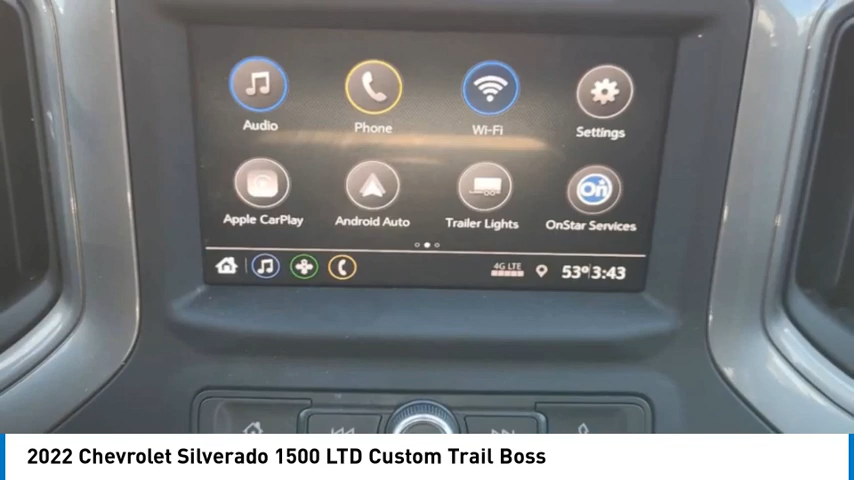 Audio Phone Wi-Fi Settings
Apple CarPlay Android Auto Trailer Lights OnStar Services
On
4G LTE 53° 3:43
2022 Chevrolet Silverado 1500 LTD Custom Trail Boss